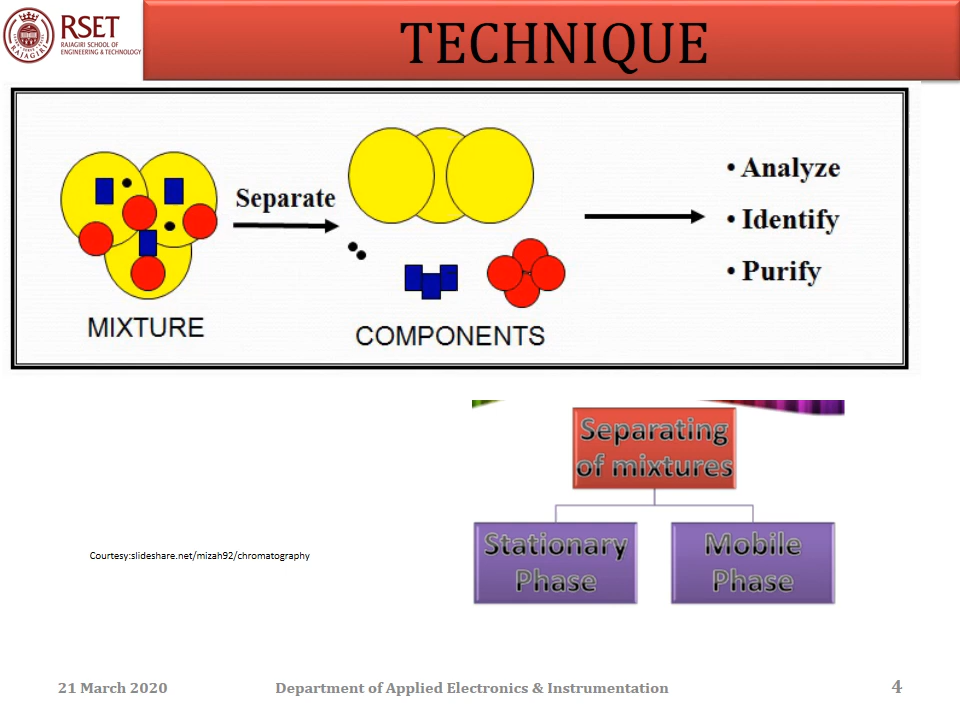 RSET
RAJAGIRI SCHOOL OF
ENGINEERING & TECHNOLOGY
RAJAGIRI
TECHNIQUE
Separate
MIXTURE
COMPONENTS
• Analyze
• Identify
• Purify
Separating
of mixtures
Stationary
Phase
Mobile
Phase
Courtesy:slideshare.net/mizah92/chromatography
21 March 2020
Department of Applied Electronics & Instrumentation
4